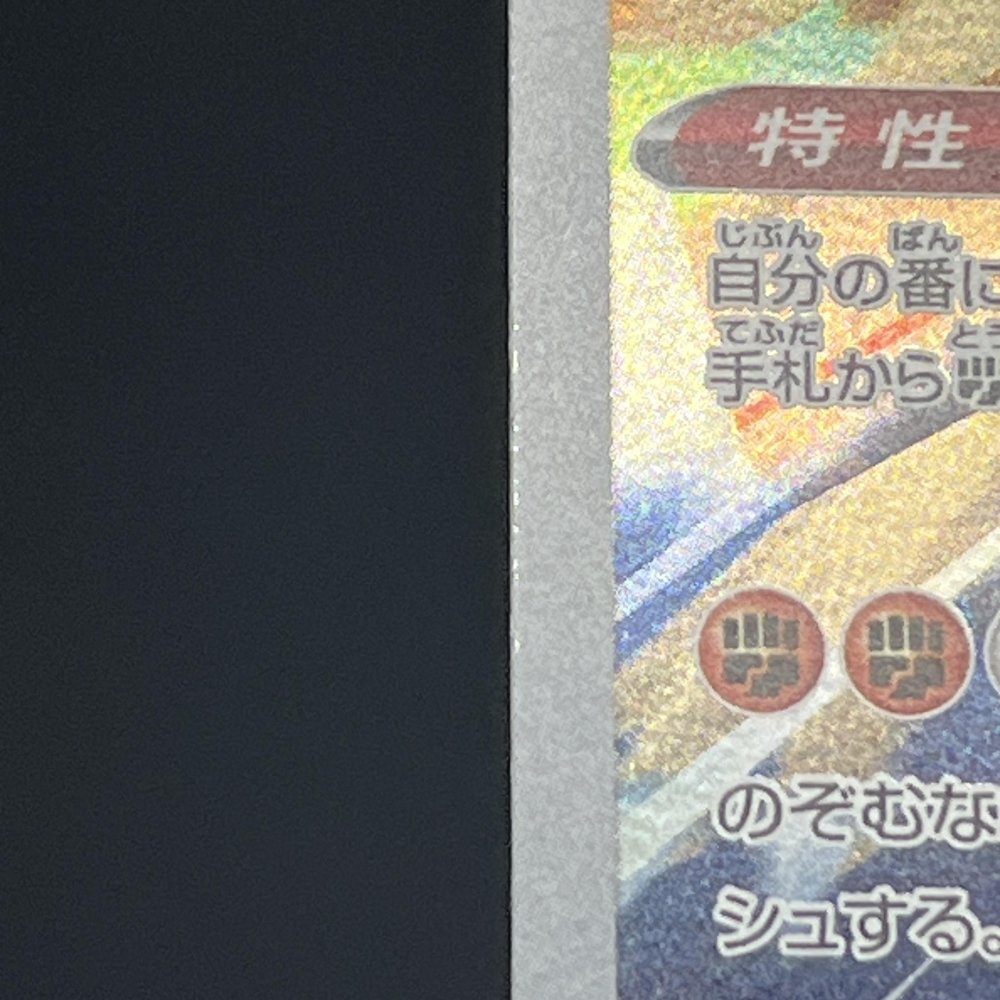 特性
じぶん ばん
自分の番に
てふだ
手札から
のぞむな
シュする。